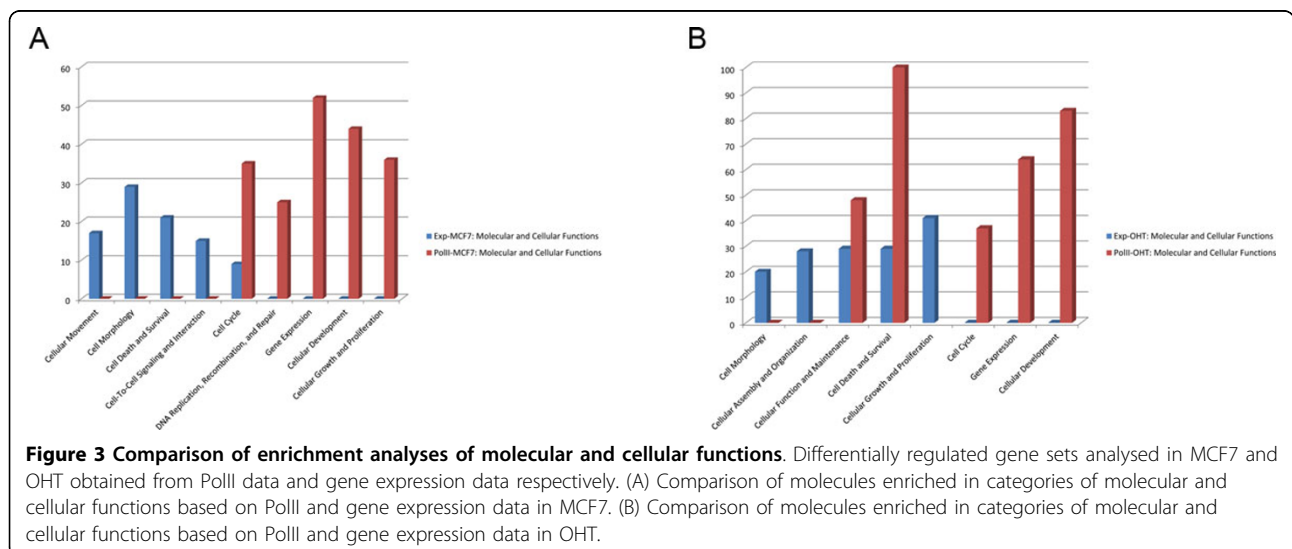 A
60
50
40
30
20
10
0
Cellular Movement
Cell Morphology
Cell Death and Survival
Cell-To-Cell Signaling and Interaction
Cell Cycle
DNA Replication, Recombination, and Repair
Gene Expression
Cellular Development
Cellular Growth and Proliferation
Exp-MCF7: Molecular and Cellular Functions
PolII-MCF7: Molecular and Cellular Functions
B
100
90
80
70
60
50
40
30
20
10
0
Cell Morphology
Cellular Assembly and Organization
Cellular Function and Maintenance
Cell Death and Survival
Cellular Growth and Proliferation
Cell Cycle
Gene Expression
Cellular Development
Exp-OHT: Molecular and Cellular Functions
PolII-OHT: Molecular and Cellular Functions
Figure 3 Comparison of enrichment analyses of molecular and cellular functions. Differentially regulated gene sets analysed in MCF7 and
OHT obtained from PolII data and gene expression data respectively. (A) Comparison of molecules enriched in categories of molecular and
cellular functions based on PolII and gene expression data in MCF7. (B) Comparison of molecules enriched in categories of molecular and
cellular functions based on PolII and gene expression data in OHT.